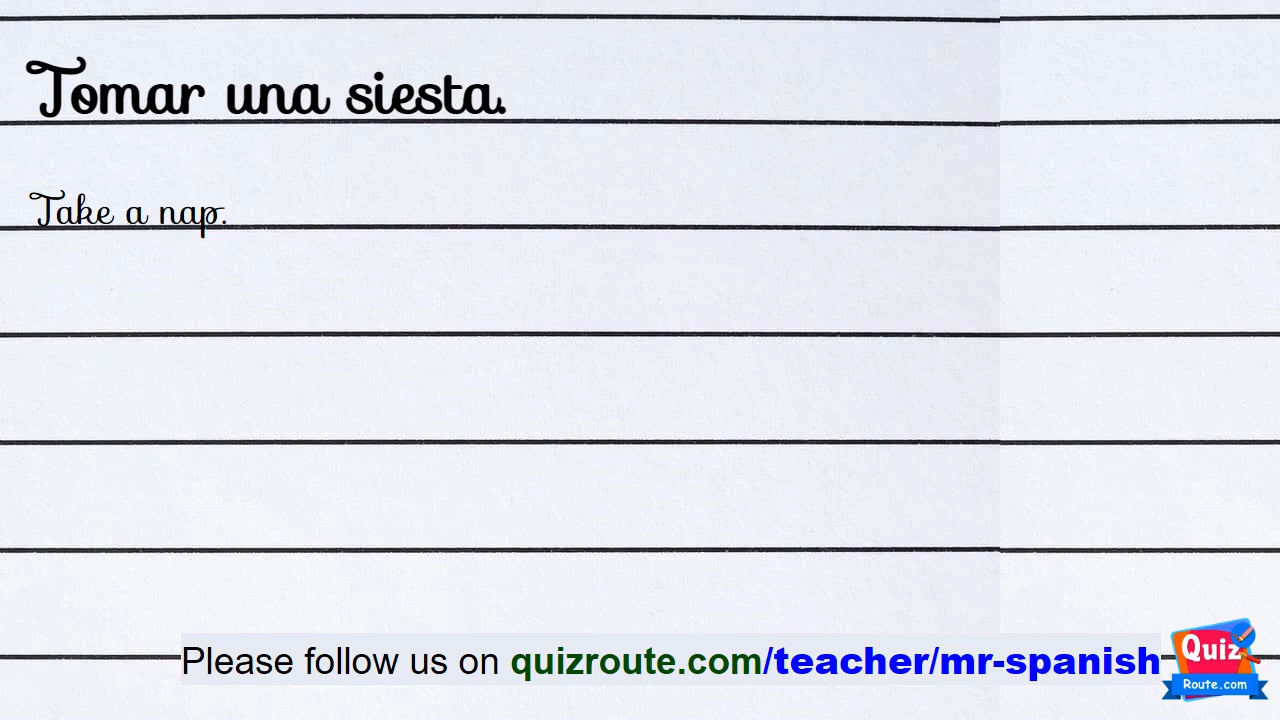 Tomar una siesta.
Take a nap.
Please follow us on quizroute.com/teacher/mr-spanish
Quiz
Route.com